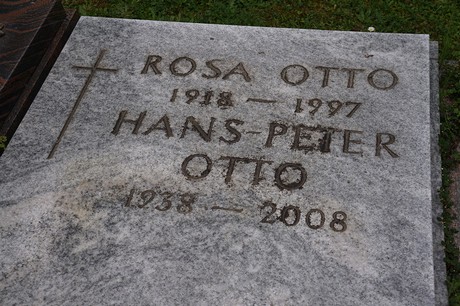 ROSA OTTO
1918 — 1997
HANS-PETER
OTTO
1938 — 2008